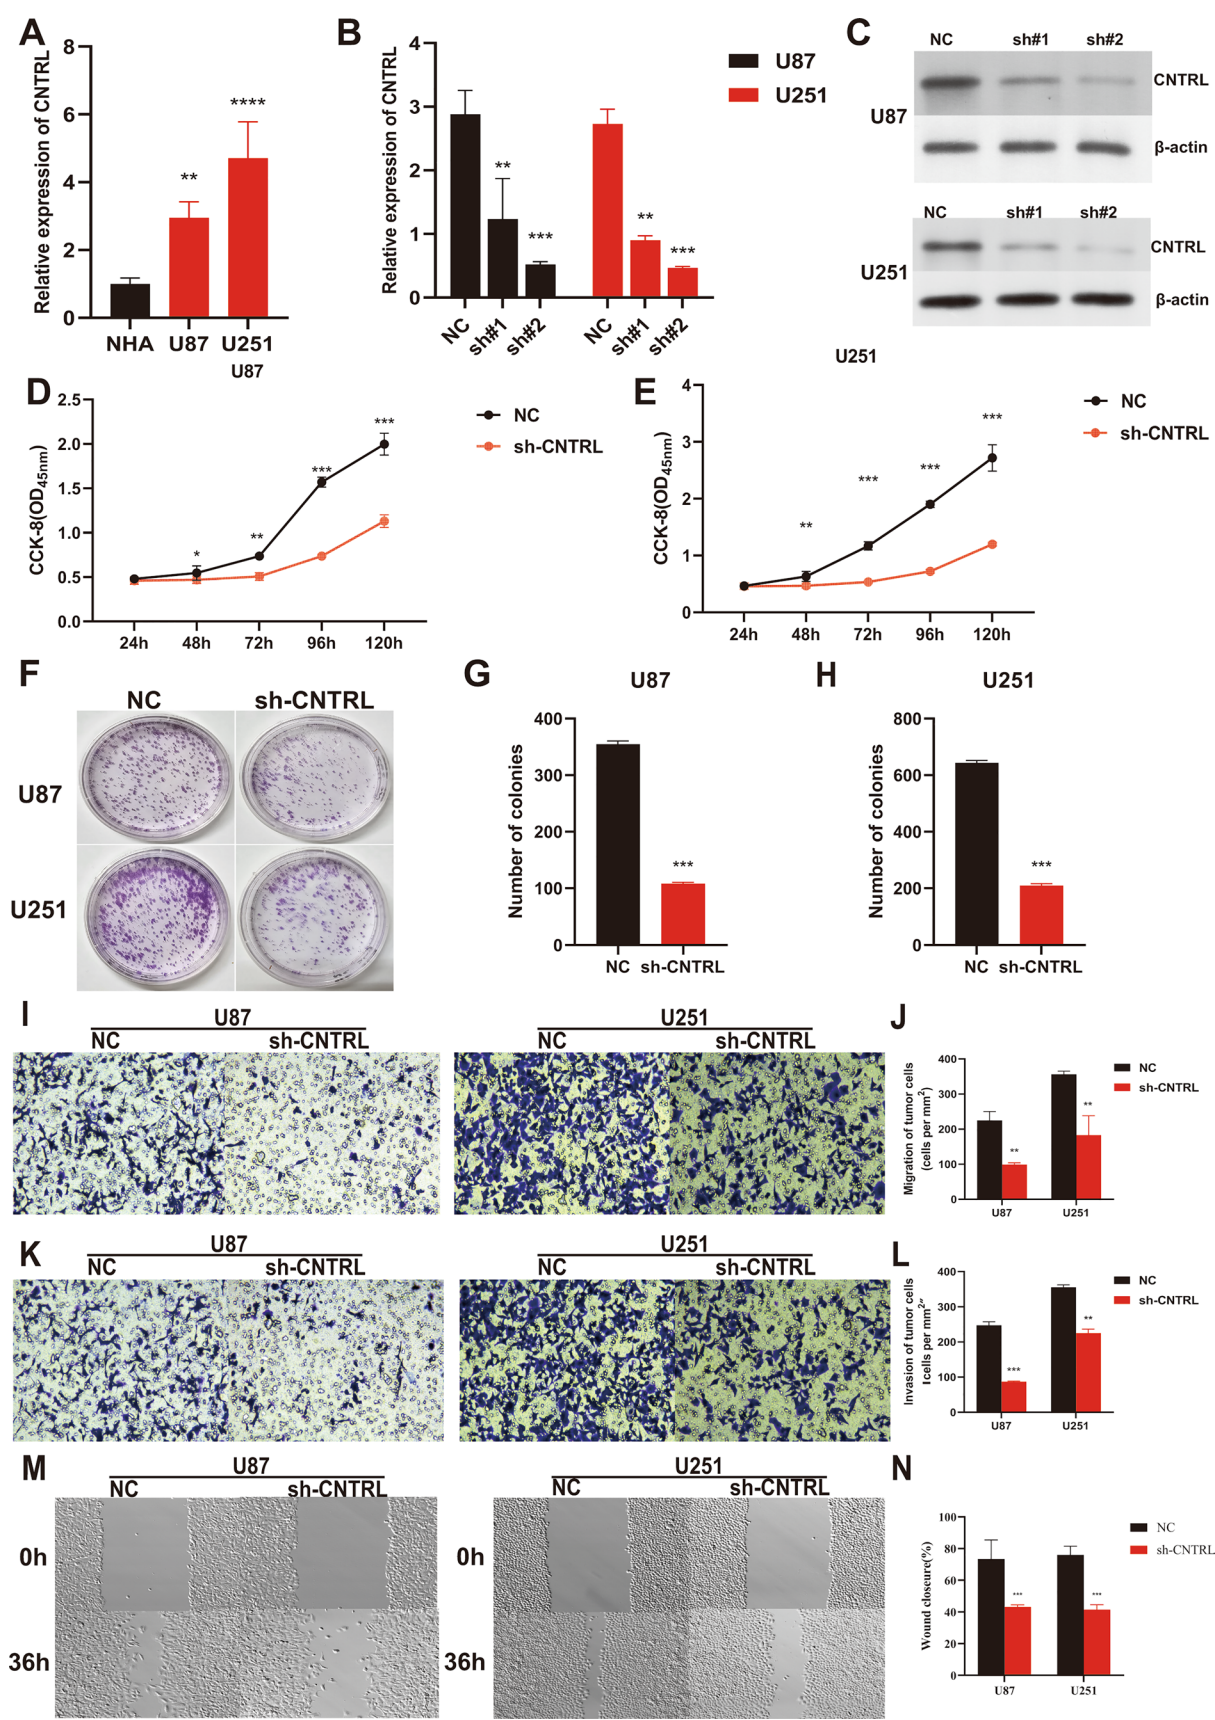 A
Relative expression of CNTRL
8
6
4
2
0
**
****
NHA U87 U251
B
Relative expression of CNTRL
4
3
2
1
0
**
***
**
***
NC sh#1 sh#2 NC sh#1 sh#2
U87
U251
C
NC sh#1 sh#2
U87
CNTRL
β-actin
NC sh#1 sh#2
U251
CNTRL
β-actin
D
U87
CCK-8(OD45nm)
2.5
2.0
1.5
1.0
0.5
0.0
*
**
***
***
24h 48h 72h 96h 120h
NC
sh-CNTRL
E
U251
CCK-8(OD45nm)
4
3
2
1
0
**
***
***
***
24h 48h 72h 96h 120h
NC
sh-CNTRL
F
NC sh-CNTRL
U87
U251
G
U87
Number of colonies
400
300
200
100
0
***
NC sh-CNTRL
H
U251
Number of colonies
800
600
400
200
0
***
NC sh-CNTRL
I
U87
NC sh-CNTRL
U251
NC sh-CNTRL
J
Migration of tumor cells
(cells per mm2)
400
300
200
100
0
**
**
U87 U251
NC
sh-CNTRL
K
U87
NC sh-CNTRL
U251
NC sh-CNTRL
L
Invasion of tumor cells
cells per mm2
400
300
200
100
0
***
**
U87 U251
NC
sh-CNTRL
M
U87
NC sh-CNTRL
U251
NC sh-CNTRL
0h
36h
0h
36h
N
Wound closeure(%)
100
80
60
40
20
0
***
***
U87 U251
NC
sh-CNTRL